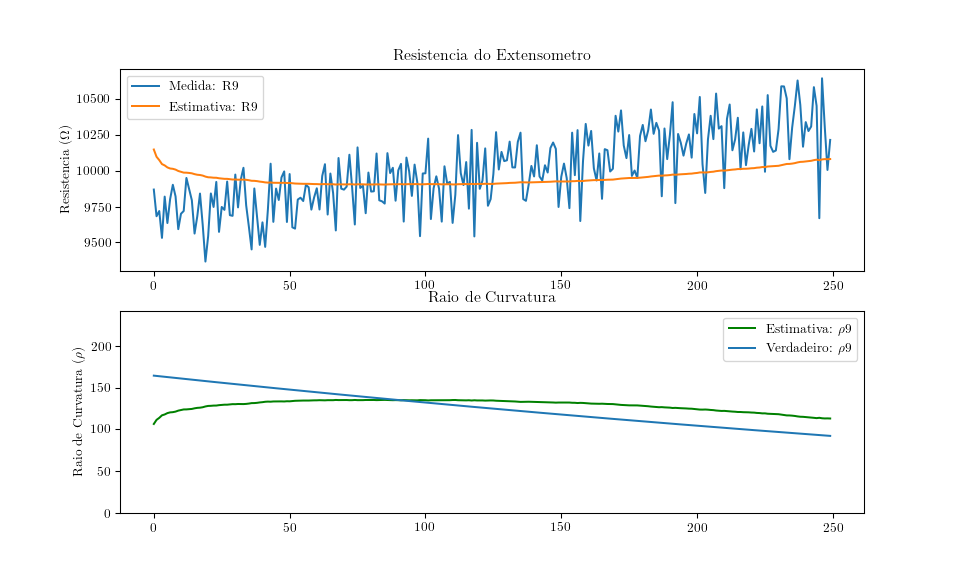 Resistencia do Extensometro
Resistencia (Ω)
10500
10250
10000
9750
9500
Medida: R9
Estimativa: R9
0 50 100 150 200 250
Raio de Curvatura
Raio de Curvatura (ρ)
200
150
100
50
0
Estimativa: ρ9
Verdadeiro: ρ9
0 50 100 150 200 250